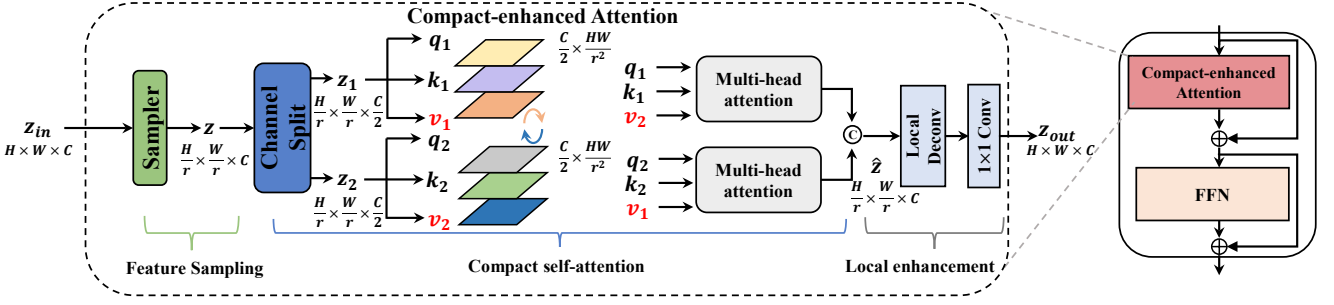 Compact-enhanced Attention
z_in
H × W × C
Sampler
z
H/r × W/r × C
Channel
Split
z_1
H/r × W/r × C/2
z_2
H/r × W/r × C/2
q_1
k_1
v_1
C/2 × HW/r²
q_2
k_2
v_2
C/2 × HW/r²
q_1
k_1
v_2
Multi-head
attention
q_2
k_2
v_1
Multi-head
attention
C
ẑ
H/r × W/r × C
Local
Deconv
1×1 Conv
z_out
H × W × C
Feature Sampling
Compact self-attention
Local enhancement
Compact-enhanced
Attention
FFN